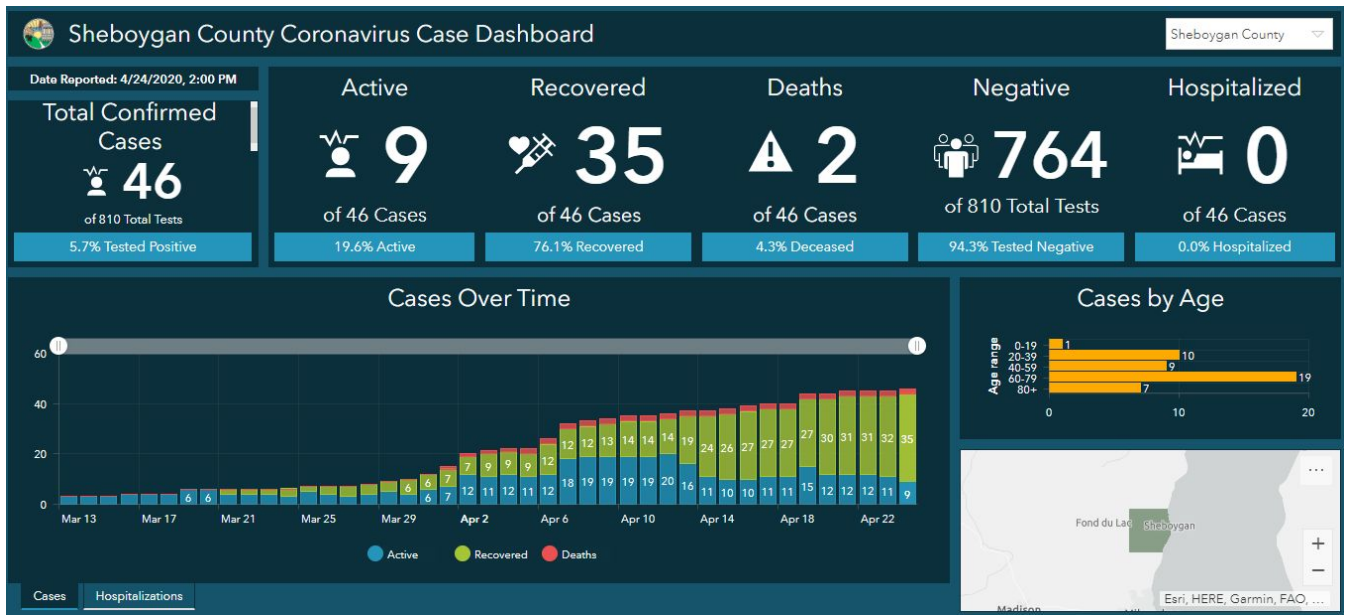 Sheboygan County Coronavirus Case Dashboard
Sheboygan County
Date Reported: 4/24/2020, 2:00 PM
Total Confirmed
Cases
46
of 810 Total Tests
5.7% Tested Positive
Active
9
of 46 Cases
19.6% Active
Recovered
35
of 46 Cases
76.1% Recovered
Deaths
2
of 46 Cases
4.3% Deceased
Negative
764
of 810 Total Tests
94.3% Tested Negative
Hospitalized
0
of 46 Cases
0.0% Hospitalized
Cases Over Time
60
40
20
0
6 6 6 6 6 7 7 7 12 9 11 9 12 9 11 12 12 12 18 12 19 13 19 14 19 14 19 14 20 19 16 24 11 26 10 27 10 27 11 27 11 27 15 30 12 31 12 31 12 32 11 35 9
Mar 13 Mar 17 Mar 21 Mar 25 Mar 29 Apr 2 Apr 6 Apr 10 Apr 14 Apr 18 Apr 22
Active Recovered Deaths
Cases Hospitalizations
Cases by Age
Age range
0-19 1
20-39 10
40-59 9
60-79 19
80+ 7
0 10 20
...
Fond du Lac Sheboygan
+
−
Madison
Esri, HERE, Garmin, FAO, ...